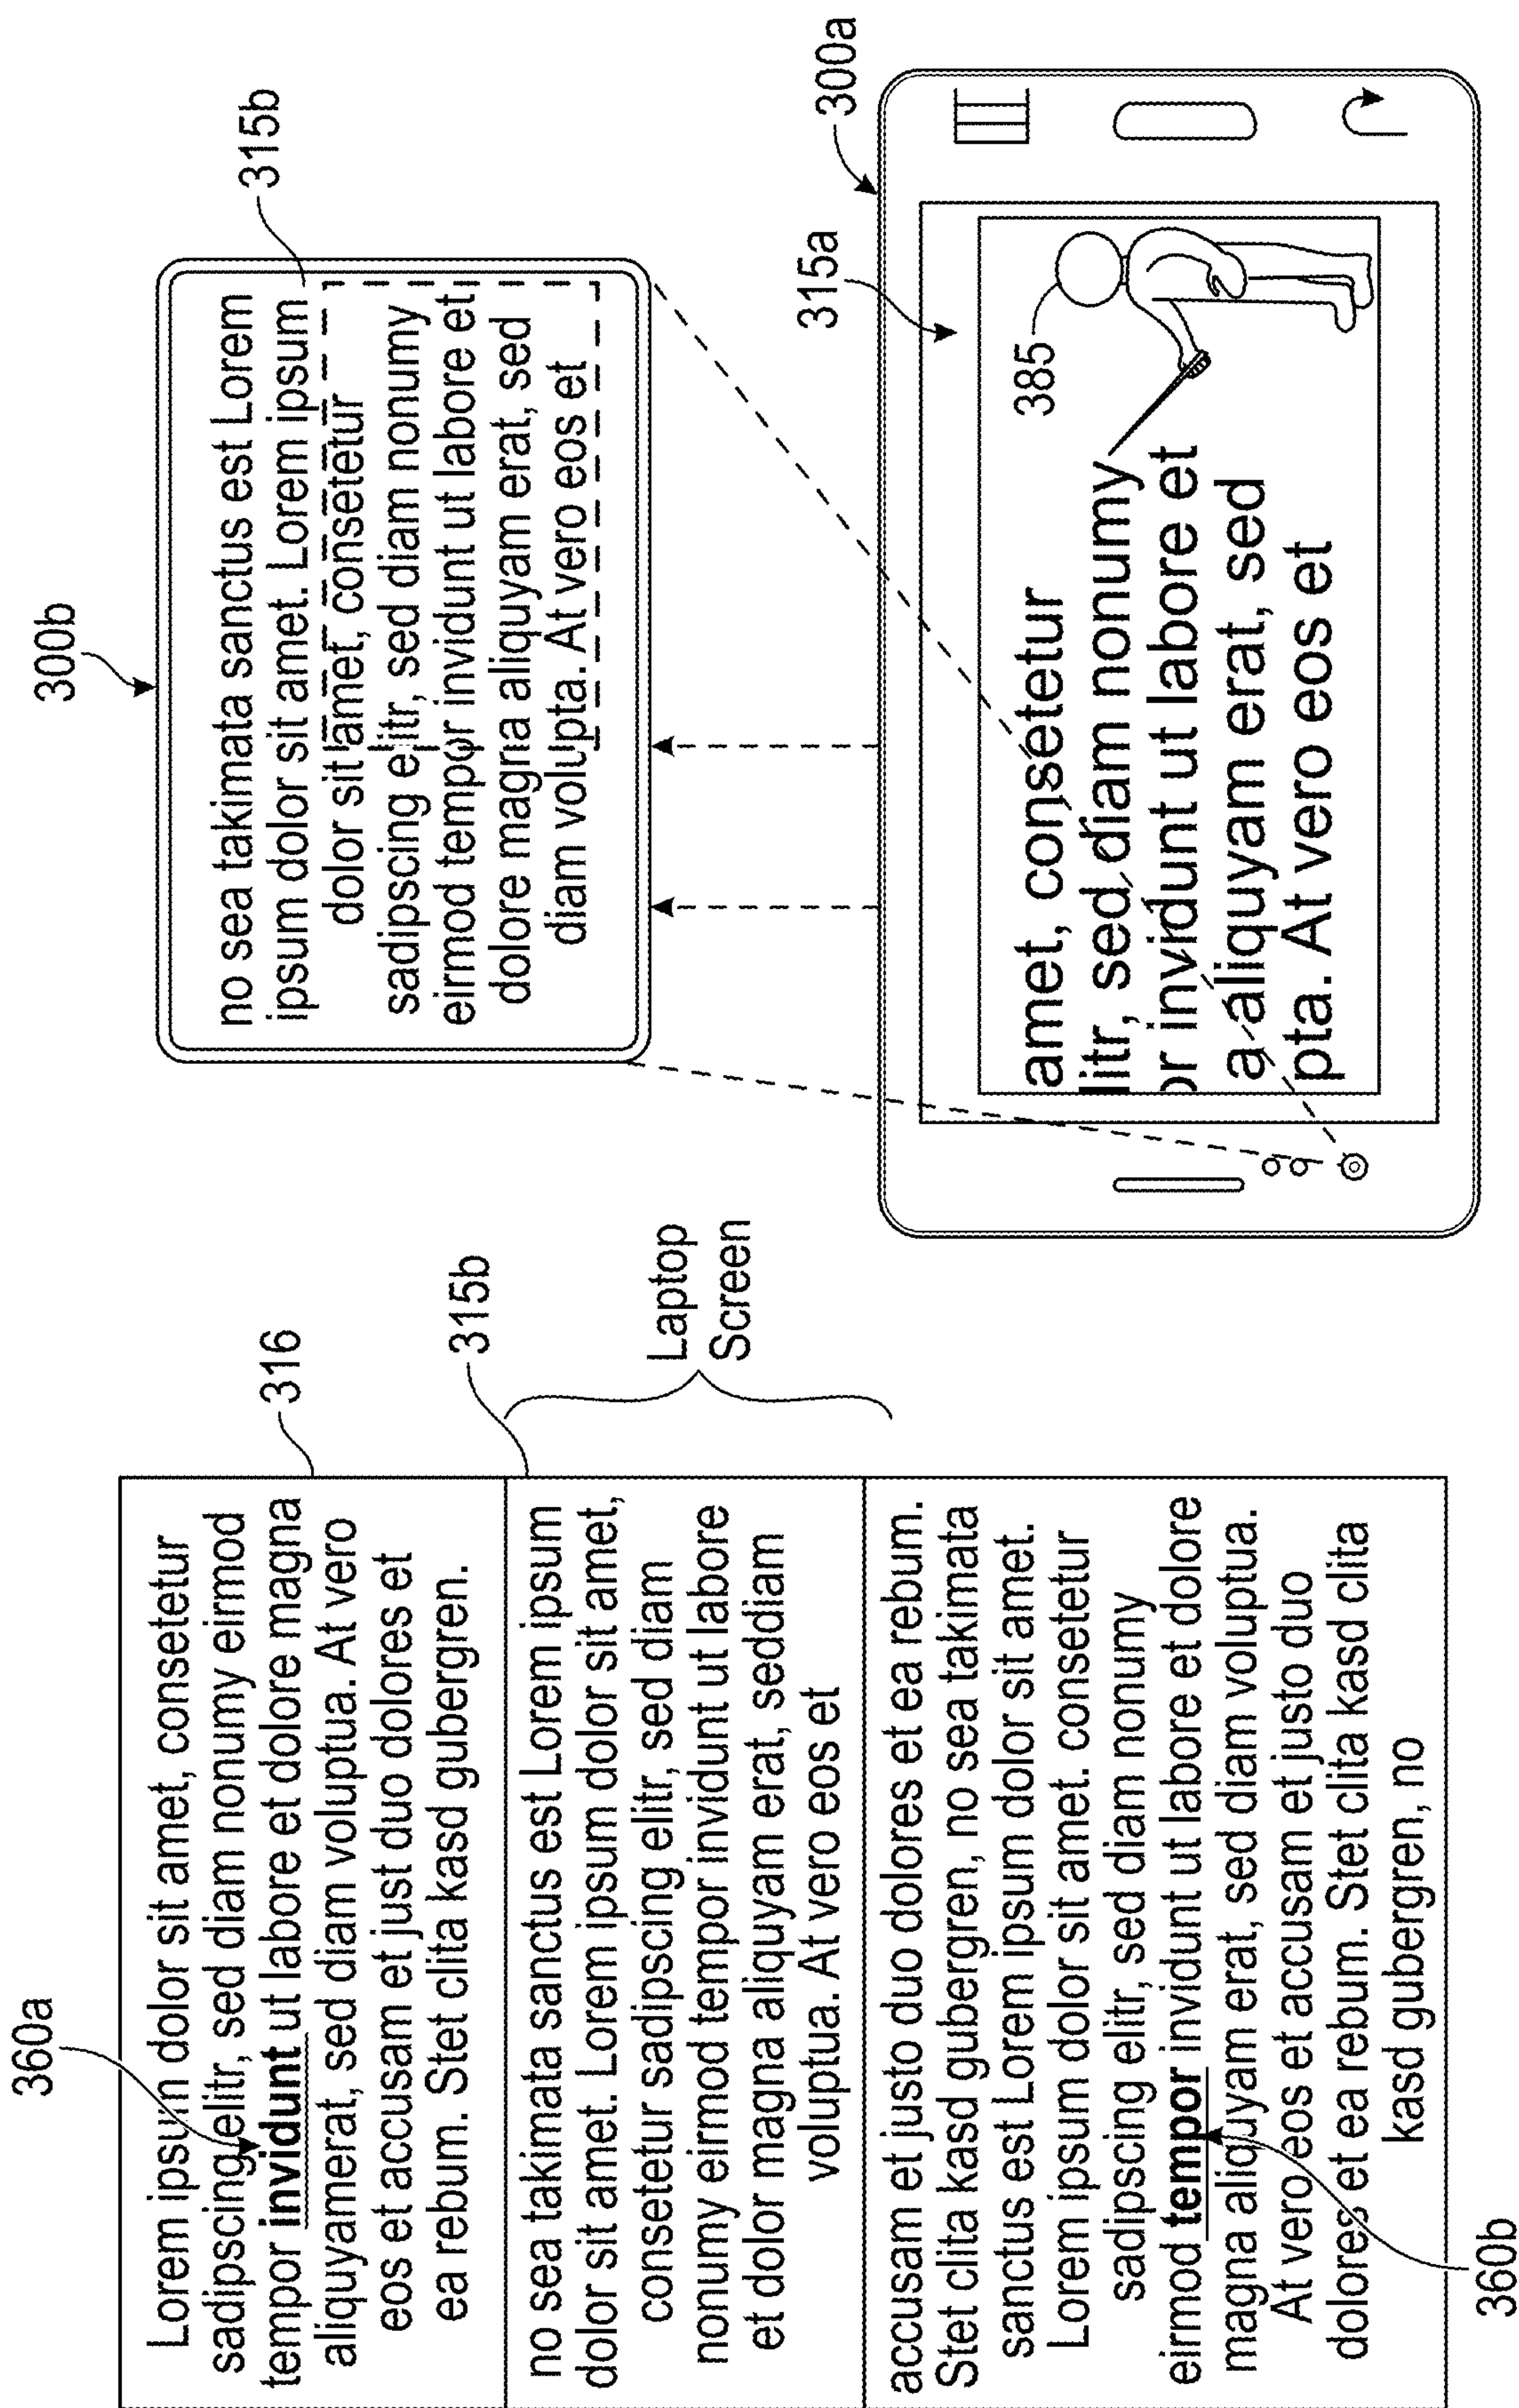 360a
316
Lorem ipsum dolor sit amet, consetetur
sadipscing elitr, sed diam nonumy eirmod
tempor invidunt ut labore et dolore magna
aliquyamerat, sed diam voluptua. At vero
eos et accusam et just duo dolores et
ea rebum. Stet clita kasd gubergren.
315b
no sea takimata sanctus est Lorem ipsum
dolor sit amet. Lorem ipsum dolor sit amet,
consetetur sadipscing elitr, sed diam
nonumy eirmod tempor invidunt ut labore
et dolor magna aliquyam erat, seddiam
voluptua. At vero eos et
Laptop
Screen
accusam et justo duo dolores et ea rebum.
Stet clita kasd gubergren, no sea takimata
sanctus est Lorem ipsum dolor sit amet.
Lorem ipsum dolor sit amet. consetetur
sadipscing elitr, sed diam nonumy
eirmod tempor invidunt ut labore et dolore
magna aliquyam erat, sed diam voluptua.
At vero eos et accusam et justo duo
dolores et ea rebum. Stet clita kasd clita
kasd gubergren, no
360b
300b
315b
no sea takimata sanctus est Lorem
ipsum dolor sit amet. Lorem ipsum
dolor sit amet, consetetur
sadipscing elitr, sed diam nonumy
eirmod tempor invidunt ut labore et
dolore magna aliquyam erat, sed
diam volupta. At vero eos et
315a
300a
385
amet, consetetur
litr, sed diam nonumy
or invidunt ut labore et
a aliquyam erat, sed
pta. At vero eos et